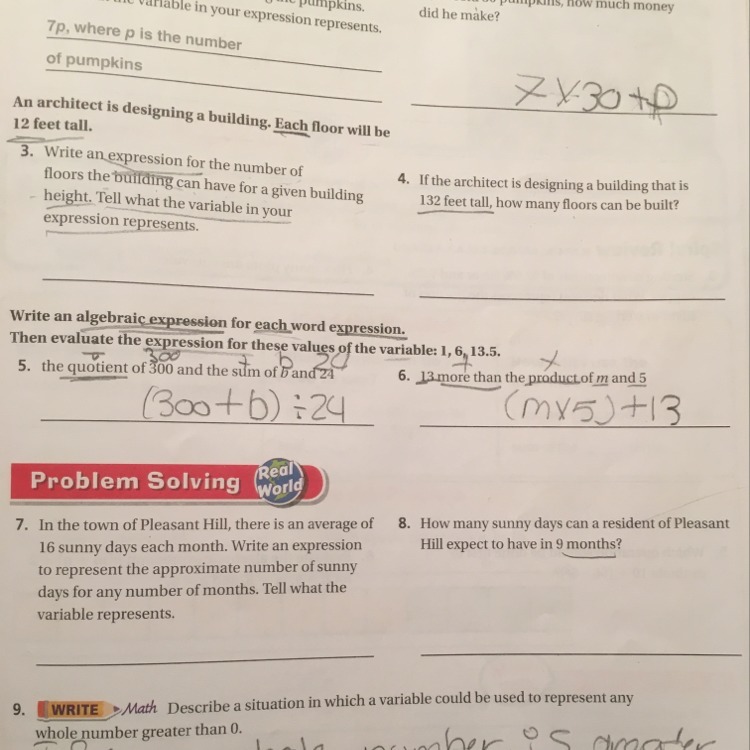 variable in your expression represents.
7p, where p is the number
of pumpkins
pumpkins, how much money
did he make?
7 x 30 + p
An architect is designing a building. Each floor will be
12 feet tall.
3. Write an expression for the number of
floors the building can have for a given building
height. Tell what the variable in your
expression represents.
4. If the architect is designing a building that is
132 feet tall, how many floors can be built?
Write an algebraic expression for each word expression.
Then evaluate the expression for these values of the variable: 1, 6, 13.5.
÷ 300 + b 24
5. the quotient of 300 and the sum of b and 24
(300+b) ÷24
+ x
6. 13 more than the product of m and 5
(mx5)+13
Problem Solving Real World
7. In the town of Pleasant Hill, there is an average of
16 sunny days each month. Write an expression
to represent the approximate number of sunny
days for any number of months. Tell what the
variable represents.
8. How many sunny days can a resident of Pleasant
Hill expect to have in 9 months?
9. WRITE Math Describe a situation in which a variable could be used to represent any
whole number greater than 0.
number is greater